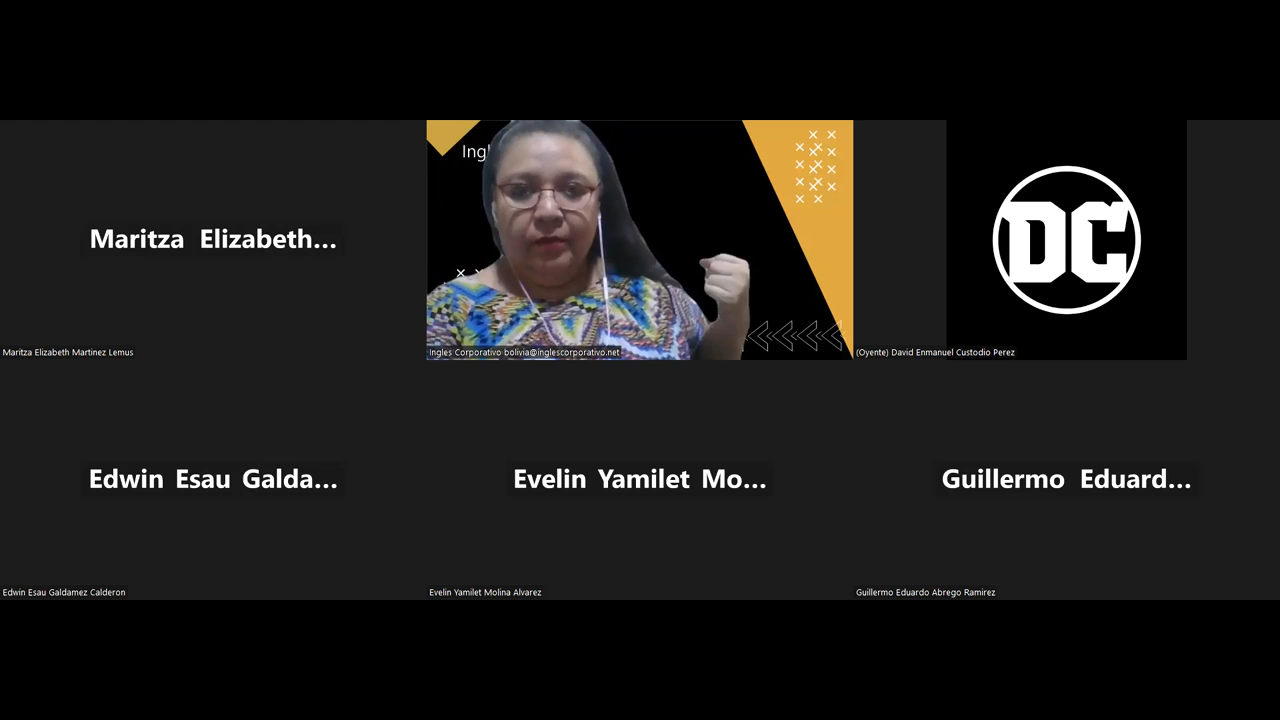 Maritza Elizabeth...
Maritza Elizabeth Martinez Lemus
Ingl
Ingles Corporativo bolivia@inglescorporativo.net
DC
(Oyente) David Enmanuel Custodio Perez
Edwin Esau Galda...
Edwin Esau Galdamez Calderon
Evelin Yamilet Mo...
Evelin Yamilet Molina Alvarez
Guillermo Eduard...
Guillermo Eduardo Abrego Ramirez